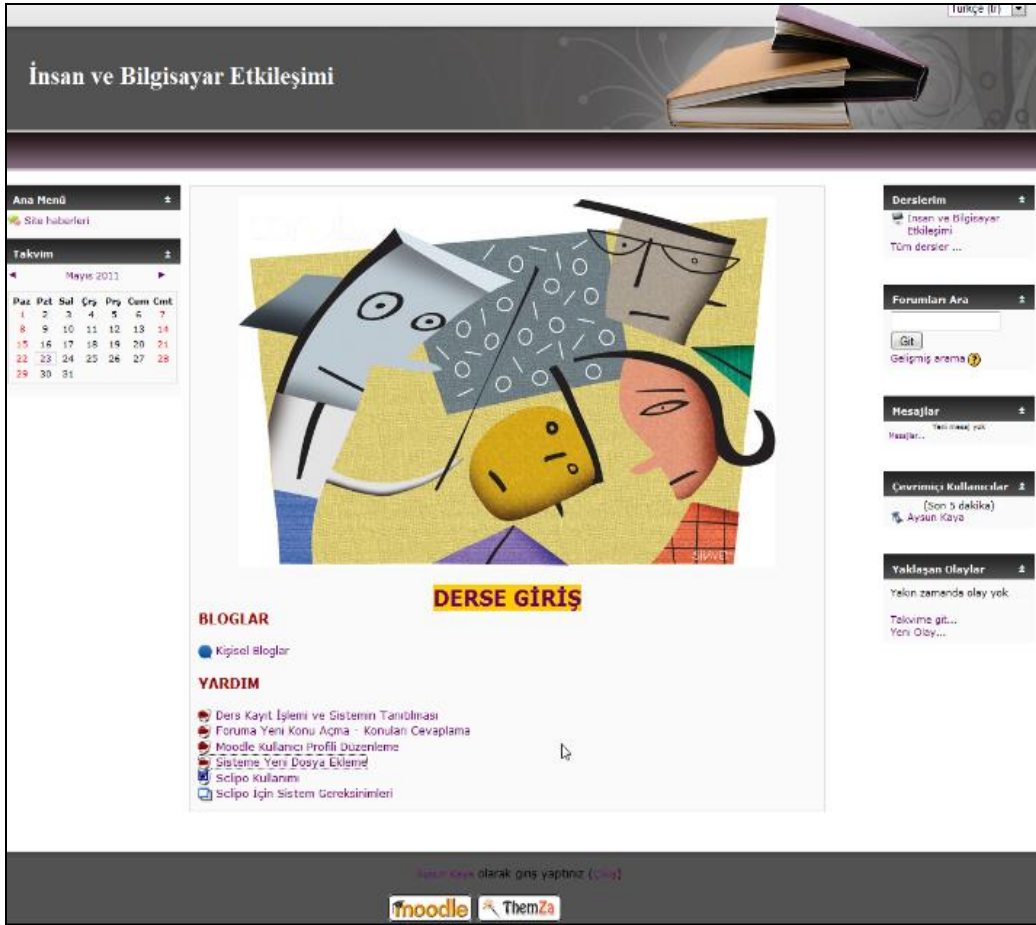 Türkçe (tr)
İnsan ve Bilgisayar Etkileşimi
Ana Menü
Site haberleri
Takvim
Mayıs 2011
Paz Pzt Sal Çrş Prş Cum Cmt
1 2 3 4 5 6 7
8 9 10 11 12 13 14
15 16 17 18 19 20 21
22 23 24 25 26 27 28
29 30 31
DERSE GİRİŞ
BLOGLAR
Kişisel Bloglar
YARDIM
Ders Kayıt İşlemi ve Sistemin Tanıtılması
Foruma Yeni Konu Açma - Konuları Cevaplama
Moodle Kullanıcı Profili Düzenleme
Sisteme Yeni Dosya Ekleme
Sclipo Kullanımı
Sclipo İçin Sistem Gereksinimleri
Derslerim
İnsan ve Bilgisayar
Etkileşimi
Tüm dersler ...
Forumları Ara
Git
Gelişmiş arama
Mesajlar
Yeni mesaj yok
Mesajlar...
Çevrimiçi Kullanıcılar
(Son 5 dakika)
Aysun Kaya
Yaklaşan Olaylar
Yakın zamanda olay yok
Takvime git...
Yeni Olay...
Aysun Kaya olarak giriş yaptınız (Çıkış)
moodle ThemZa